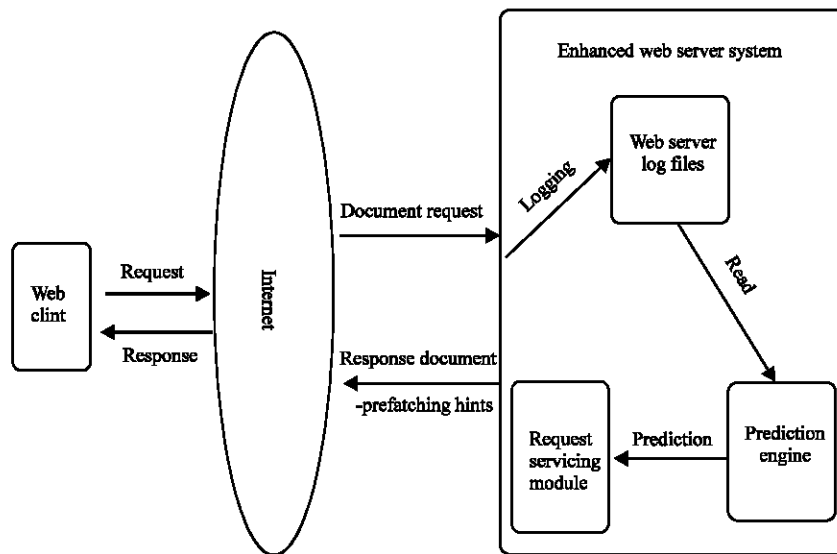 Enhanced web server system
Web server
log files
Logging
Document request
Read
Request
Web
clint
Internet
Response
Response document
-prefatching hints
Request
servicing
module
Prediction
Prediction
engine